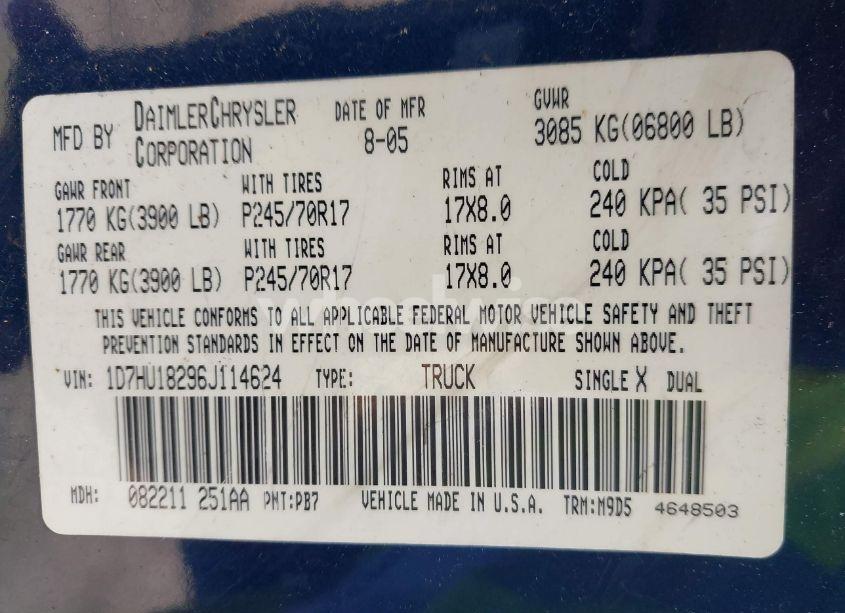 MFD BY DAIMLERCHRYSLER CORPORATION DATE OF MFR 8-05 GVWR 3085 KG(06800 LB)
GAWR FRONT WITH TIRES RIMS AT COLD
1770 KG(3900 LB) P245/70R17 17X8.0 240 KPA( 35 PSI)
GAWR REAR WITH TIRES RIMS AT COLD
1770 KG(3900 LB) P245/70R17 17X8.0 240 KPA( 35 PSI)
THIS VEHICLE CONFORMS TO ALL APPLICABLE FEDERAL MOTOR VEHICLE SAFETY AND THEFT
PREVENTION STANDARDS IN EFFECT ON THE DATE OF MANUFACTURE SHOWN ABOVE.
VIN: 1D7HU18296J114624 TYPE: TRUCK SINGLE X DUAL
MDH: 082211 251AA PNT:PB7 VEHICLE MADE IN U.S.A. TRM:M9D5 4648503